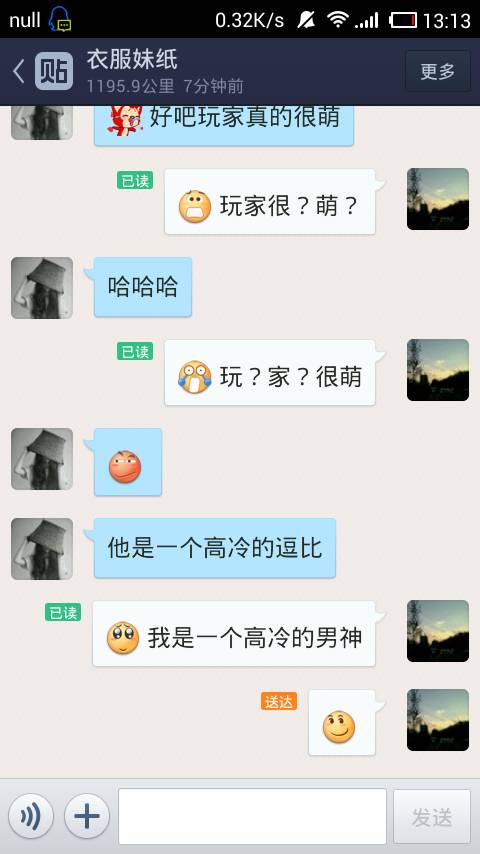 null
0.32K/s
13:13
贴
衣服妹纸
1195.9公里 7分钟前
更多
好吧玩家真的很萌
已读
玩家很？萌？
哈哈哈
已读
玩？家？很萌
他是一个高冷的逗比
已读
我是一个高冷的男神
送达
发送